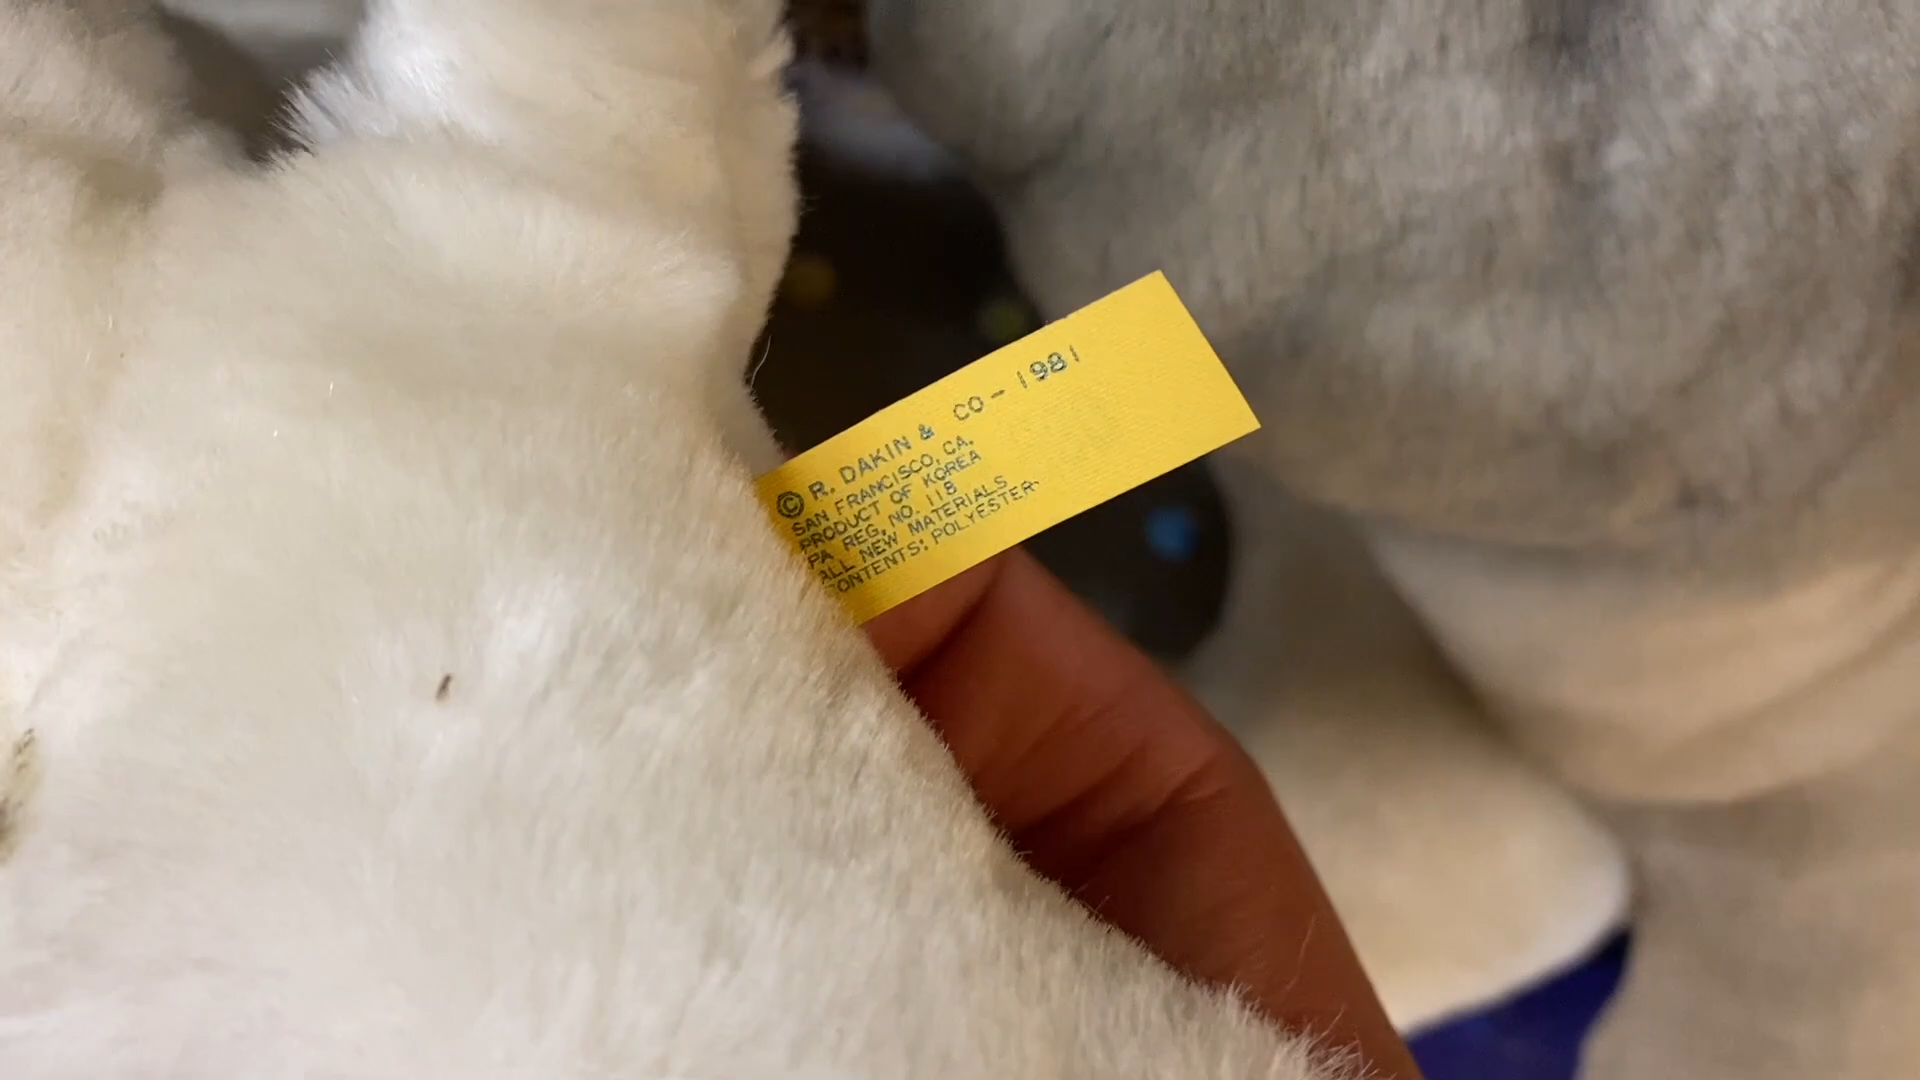 © R. DAKIN & CO - 1981
SAN FRANCISCO, CA.
PRODUCT OF KOREA
PA REG. NO. 118
ALL NEW MATERIALS
CONTENTS: POLYESTER